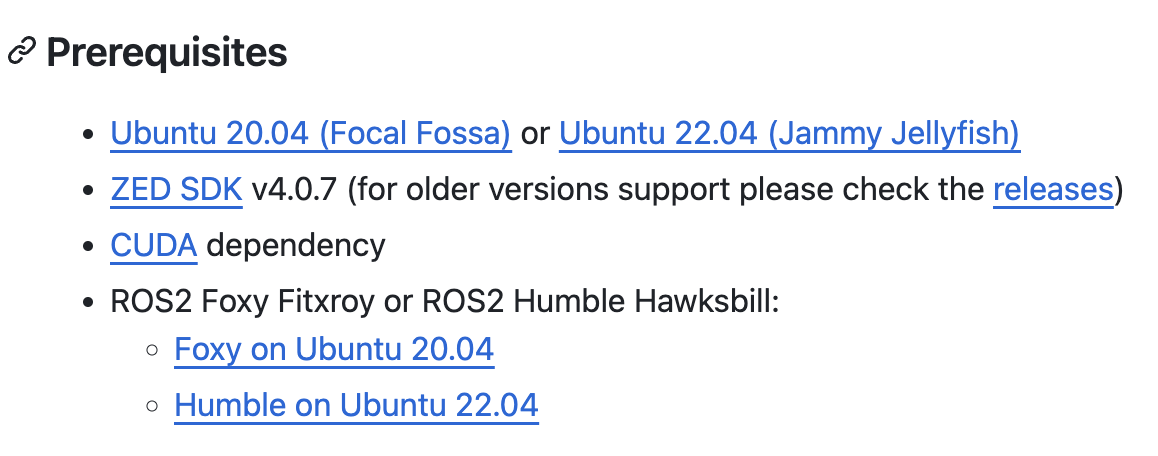 Prerequisites
Ubuntu 20.04 (Focal Fossa) or Ubuntu 22.04 (Jammy Jellyfish)
ZED SDK v4.0.7 (for older versions support please check the releases)
CUDA dependency
ROS2 Foxy Fitxroy or ROS2 Humble Hawksbill:
Foxy on Ubuntu 20.04
Humble on Ubuntu 22.04